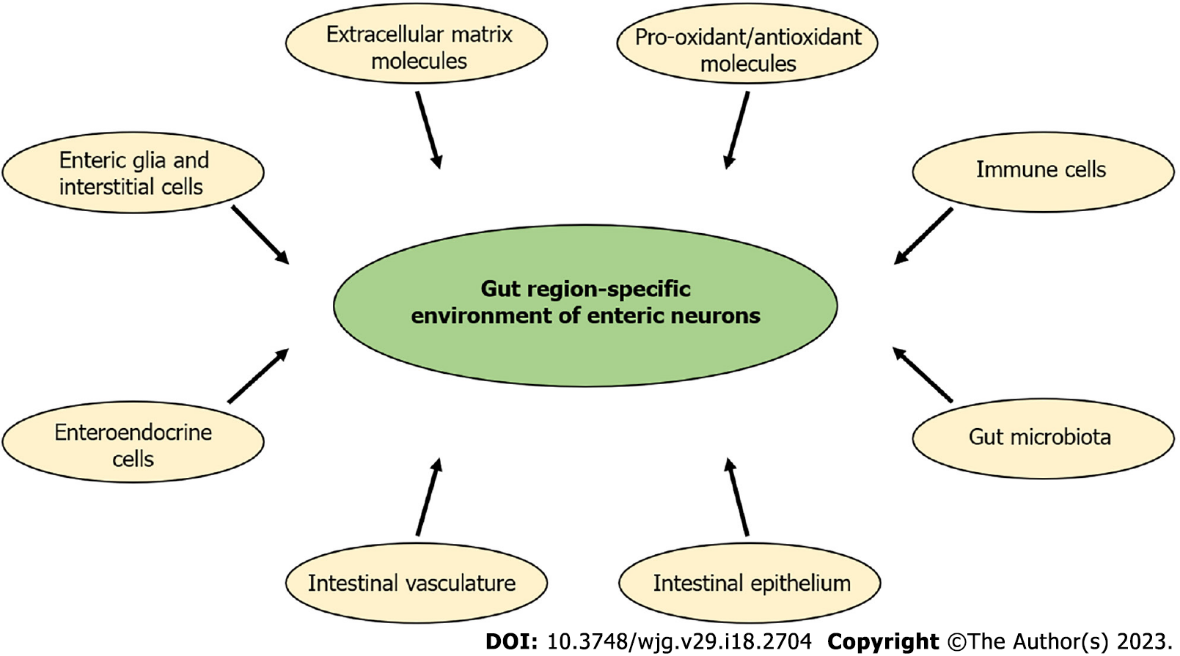 Extracellular matrix
molecules
Pro-oxidant/antioxidant
molecules
Enteric glia and
interstitial cells
Immune cells
Gut region-specific
environment of enteric neurons
Enteroendocrine
cells
Gut microbiota
Intestinal vasculature
Intestinal epithelium
DOI: 10.3748/wjg.v29.i18.2704 Copyright ©The Author(s) 2023.